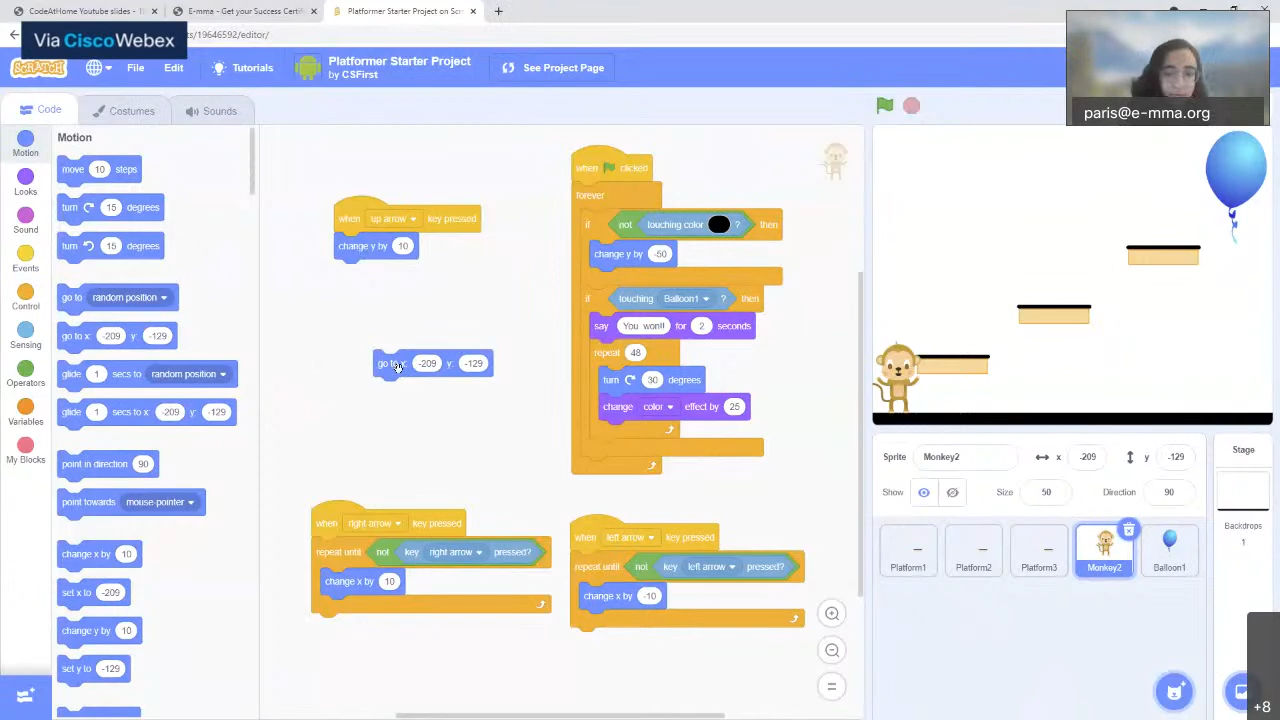 CodeAtHome Youtube slides - 1
E-mma - Get your Success Certif
Platformer Starter Project on Scr
Via Cisco Webex
/19646592/editor/
paris@e-mma.org
SCRATCH
File
Edit
Tutorials
Platformer Starter Project
by CSFirst
See Project Page
Code
Costumes
Sounds
Motion
Looks
Sound
Events
Control
Sensing
Operators
Variables
My Blocks
Motion
move 10 steps
turn 15 degrees
turn 15 degrees
go to random position
go to x: -209 y: -129
glide 1 secs to random position
glide 1 secs to x: -209 y: -129
point in direction 90
point towards mouse-pointer
change x by 10
set x to -209
change y by 10
set y to -129
when up arrow key pressed
change y by 10
go to x: -209 y: -129
when right arrow key pressed
repeat until not key right arrow pressed?
change x by 10
when clicked
forever
if not touching color ? then
change y by -50
if touching Balloon1 ? then
say You won!! for 2 seconds
repeat 48
turn 30 degrees
change color effect by 25
when left arrow key pressed
repeat until not key left arrow pressed?
change x by -10
Sprite Monkey2 x -209 y -129
Show Size 50 Direction 90
Platform1
Platform2
Platform3
Monkey2
Balloon1
Stage
Backdrops
1
+8